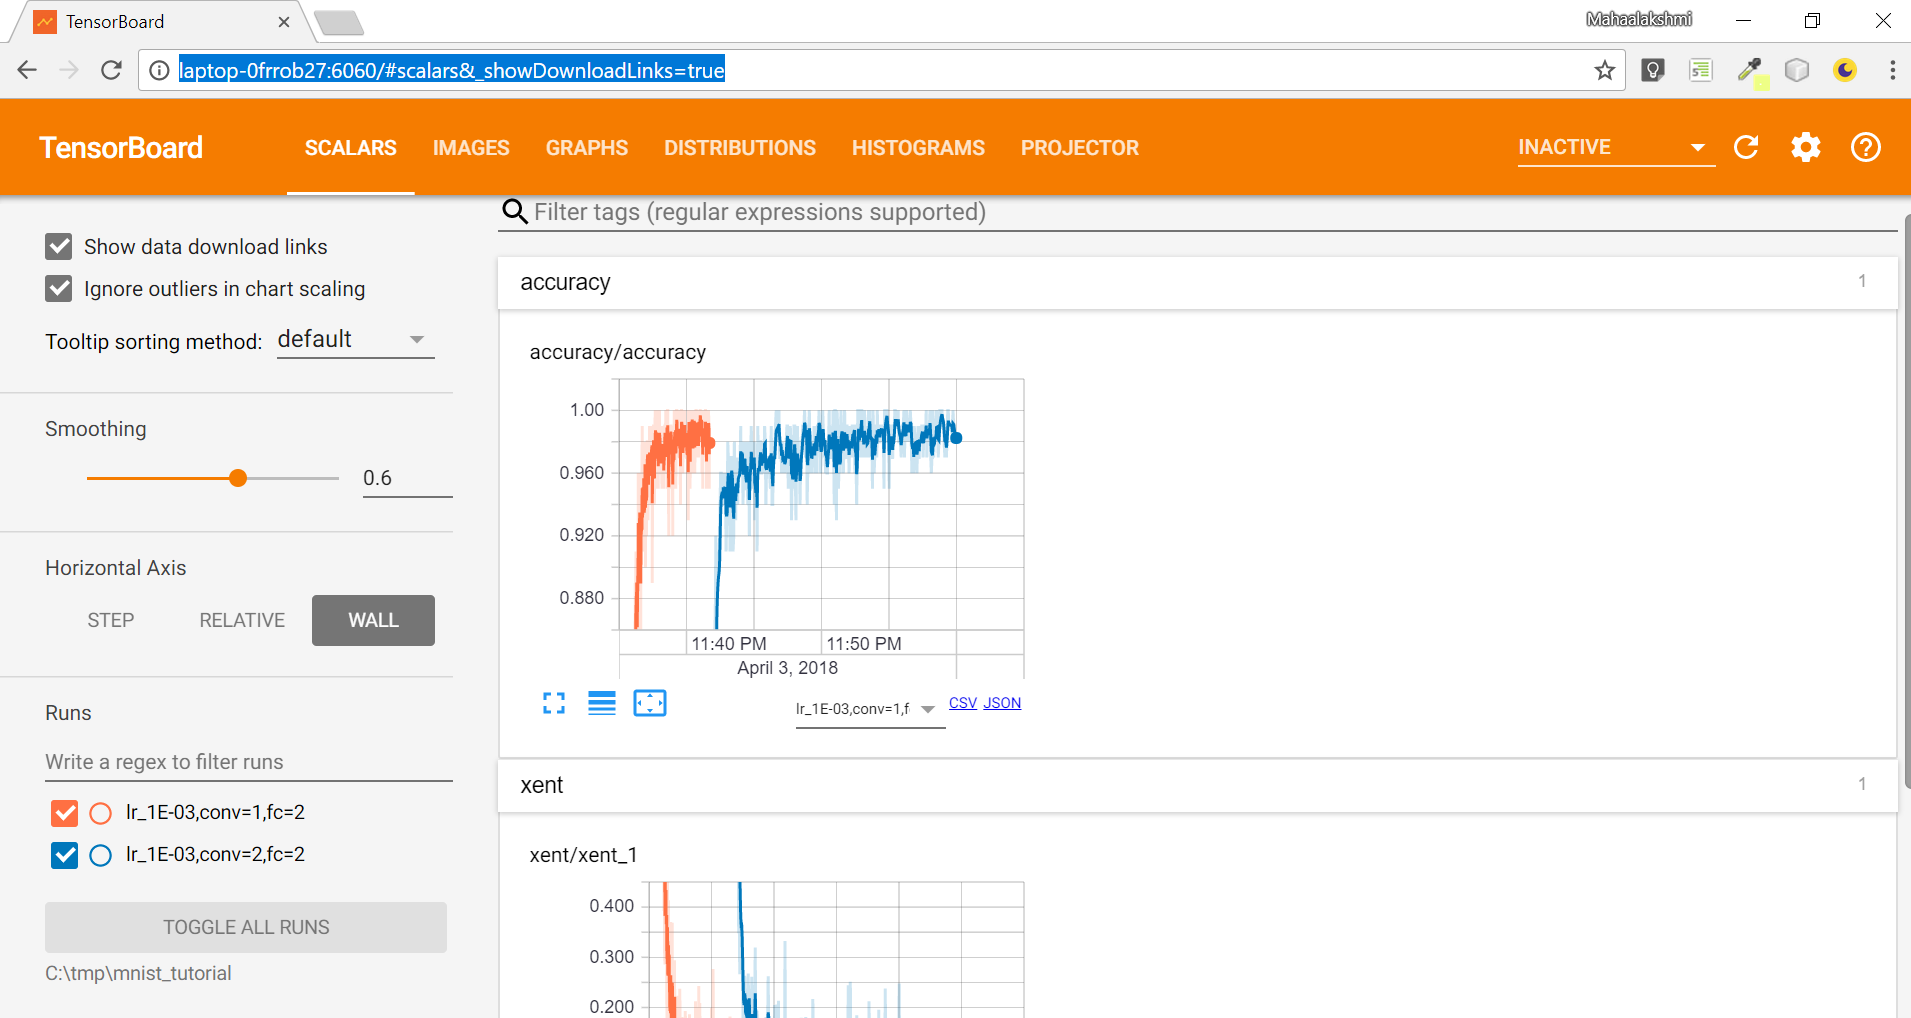 TensorBoard
Mahaalakshmi
laptop-0frrob27:6060/#scalars&_showDownloadLinks=true
TensorBoard SCALARS IMAGES GRAPHS DISTRIBUTIONS HISTOGRAMS PROJECTOR INACTIVE
Filter tags (regular expressions supported)
Show data download links
Ignore outliers in chart scaling
Tooltip sorting method: default
Smoothing
0.6
Horizontal Axis
STEP RELATIVE WALL
Runs
Write a regex to filter runs
lr_1E-03,conv=1,fc=2
lr_1E-03,conv=2,fc=2
TOGGLE ALL RUNS
C:\tmp\mnist_tutorial
accuracy 1
accuracy/accuracy
1.00
0.960
0.920
0.880
11:40 PM 11:50 PM
April 3, 2018
lr_1E-03,conv=1,f CSV JSON
xent 1
xent/xent_1
0.400
0.300
0.200